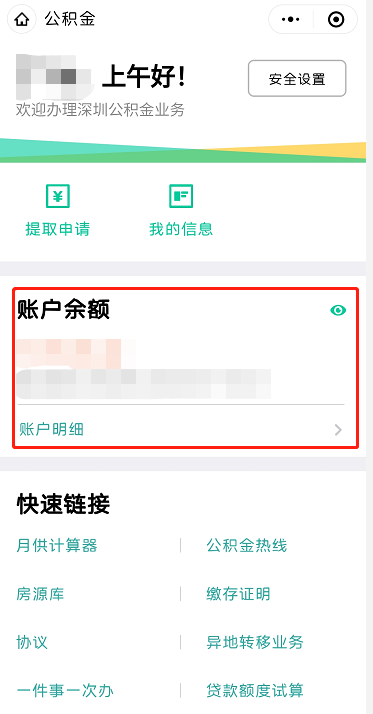 公积金
上午好！
安全设置
欢迎办理深圳公积金业务
提取申请 我的信息
账户余额
账户明细
快速链接
月供计算器 公积金热线
房源库 缴存证明
协议 异地转移业务
一件事一次办 贷款额度试算